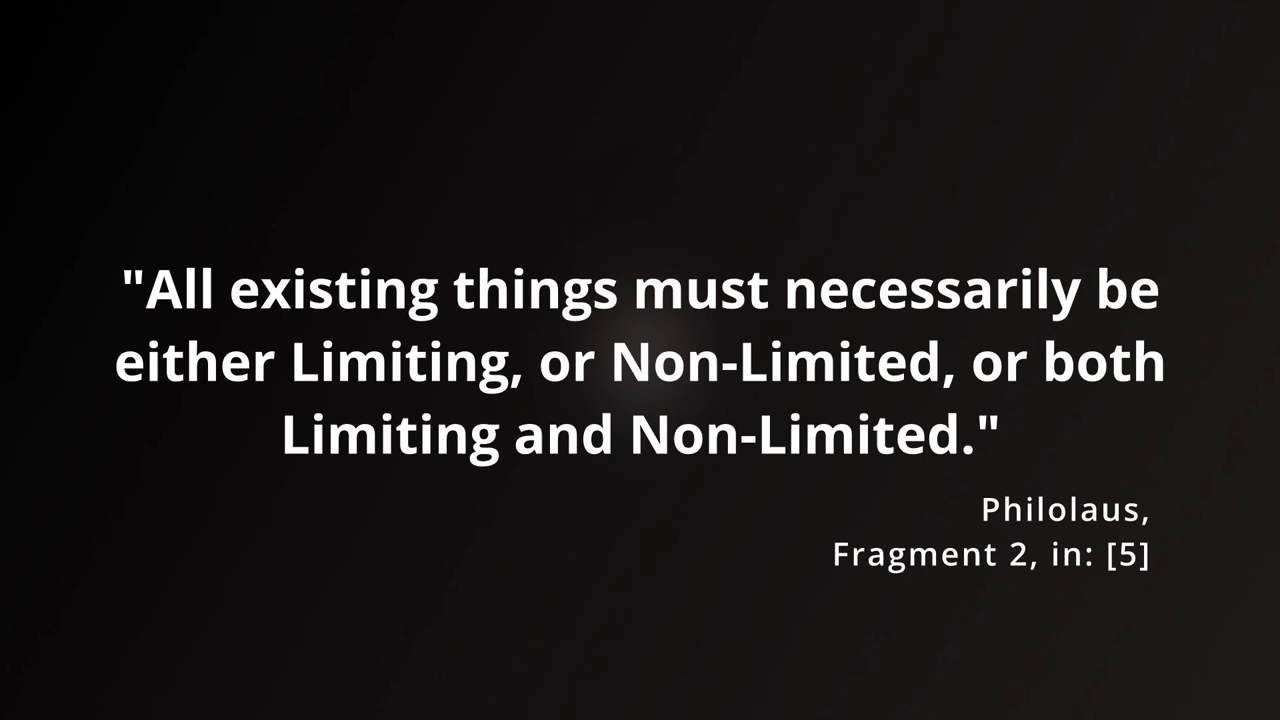 "All existing things must necessarily be
either Limiting, or Non-Limited, or both
Limiting and Non-Limited."
Philolaus,
Fragment 2, in: [5]